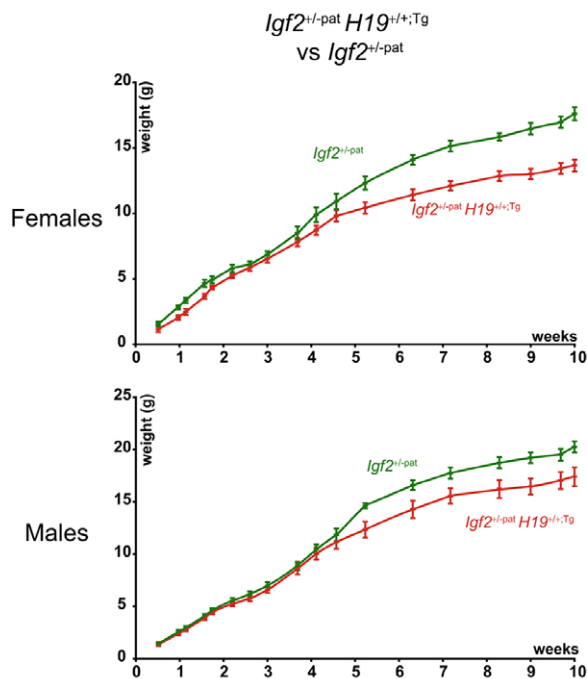 Igf2+/-pat H19+/+;Tg
vs Igf2+/-pat
Females
weight (g)
20
15
10
5
0
Igf2+/-pat
Igf2+/-pat H19+/+;Tg
weeks
0 1 2 3 4 5 6 7 8 9 10
Males
weight (g)
25
20
15
10
5
0
Igf2+/-pat
Igf2+/-pat H19+/+;Tg
weeks
0 1 2 3 4 5 6 7 8 9 10